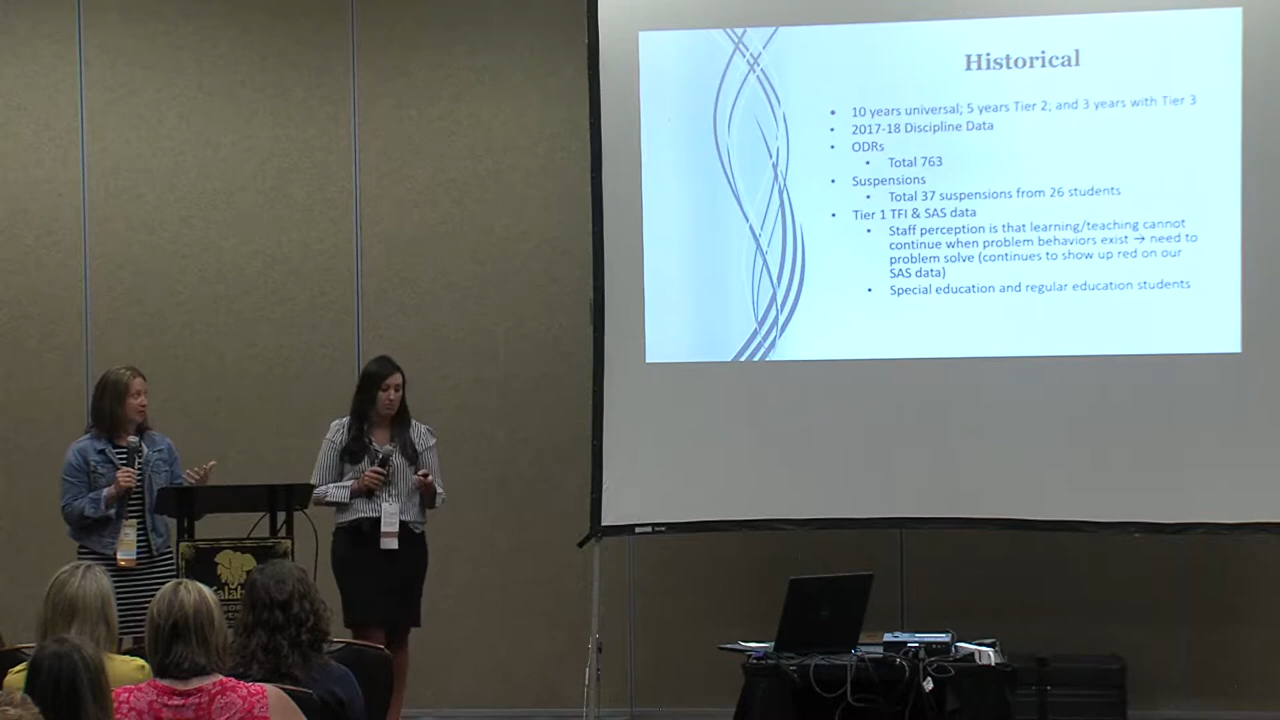 Historical
• 10 years universal; 5 years Tier 2; and 3 years with Tier 3
• 2017-18 Discipline Data
• ODRs
• Total 763
• Suspensions
• Total 37 suspensions from 26 students
• Tier 1 TFI & SAS data
• Staff perception is that learning/teaching cannot
continue when problem behaviors exist → need to
problem solve (continues to show up red on our
SAS data)
• Special education and regular education students